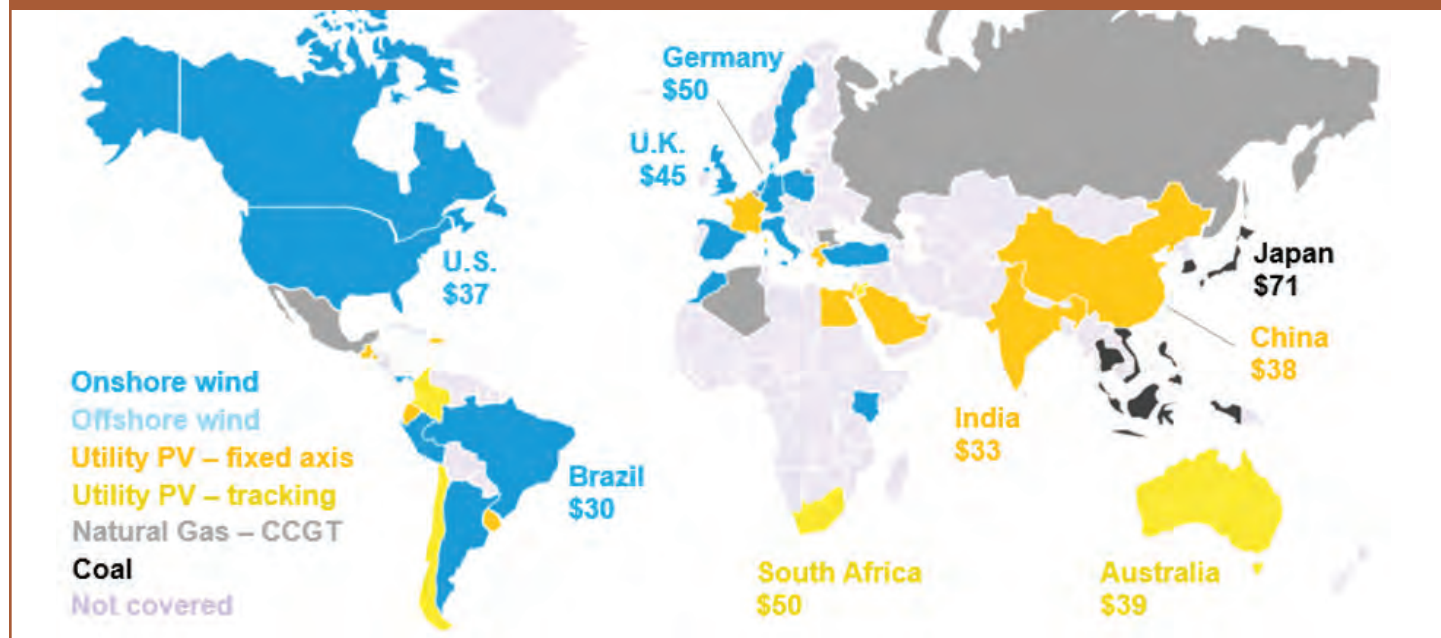 Germany
$50
U.K.
$45
U.S.
$37
Japan
$71
China
$38
India
$33
Brazil
$30
South Africa
$50
Australia
$39
Onshore wind
Offshore wind
Utility PV – fixed axis
Utility PV – tracking
Natural Gas – CCGT
Coal
Not covered